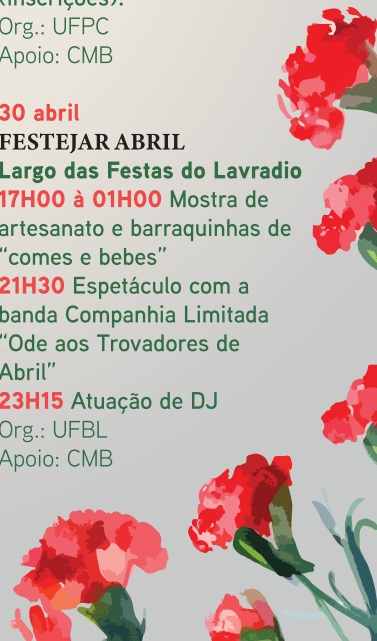 (inscrições).
Org.: UFPC
Apoio: CMB
30 abril
FESTEJAR ABRIL
Largo das Festas do Lavradio
17H00 à 01H00 Mostra de
artesanato e barraquinhas de
“comes e bebes”
21H30 Espetáculo com a
banda Companhia Limitada
“Ode aos Trovadores de
Abril”
23H15 Atuação de DJ
Org.: UFBL
Apoio: CMB